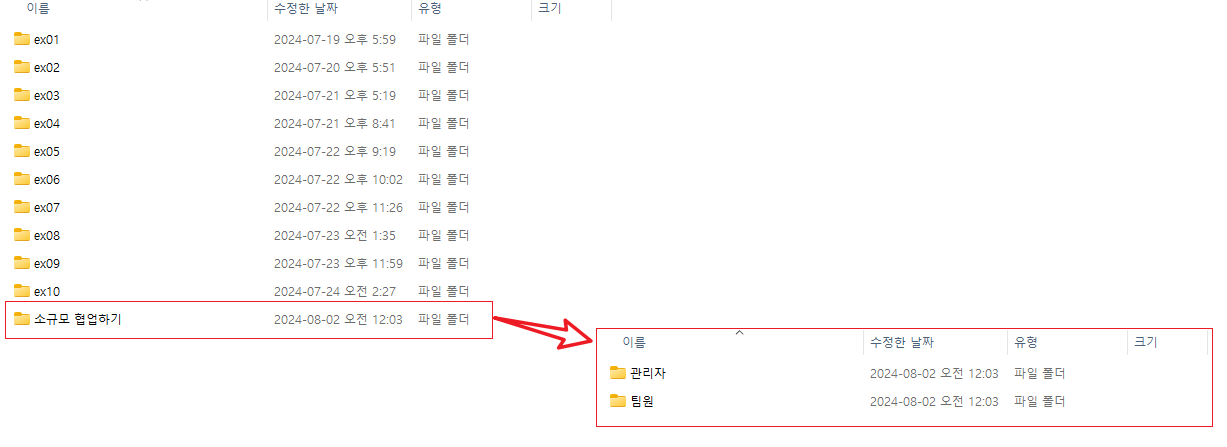 이름 수정한 날짜 유형 크기
ex01 2024-07-19 오후 5:59 파일 폴더
ex02 2024-07-20 오후 5:51 파일 폴더
ex03 2024-07-21 오후 5:19 파일 폴더
ex04 2024-07-21 오후 8:41 파일 폴더
ex05 2024-07-22 오후 9:19 파일 폴더
ex06 2024-07-22 오후 10:02 파일 폴더
ex07 2024-07-22 오후 11:26 파일 폴더
ex08 2024-07-23 오전 1:35 파일 폴더
ex09 2024-07-23 오후 11:59 파일 폴더
ex10 2024-07-24 오전 2:27 파일 폴더
소규모 협업하기 2024-08-02 오전 12:03 파일 폴더
이름 수정한 날짜 유형 크기
관리자 2024-08-02 오전 12:03 파일 폴더
팀원 2024-08-02 오전 12:03 파일 폴더